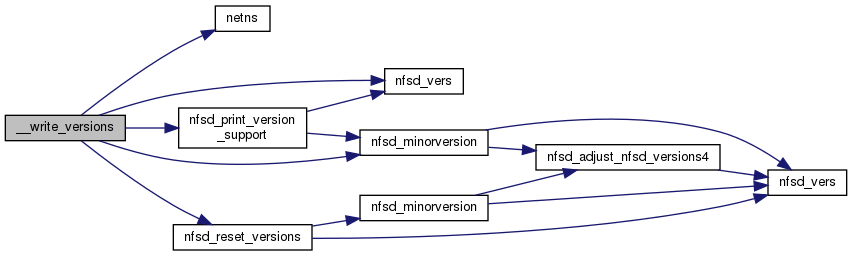 netns
nfsd_vers
__write_versions
nfsd_print_version
_support
nfsd_minorversion
nfsd_adjust_nfsd_versions4
nfsd_vers
nfsd_minorversion
nfsd_reset_versions